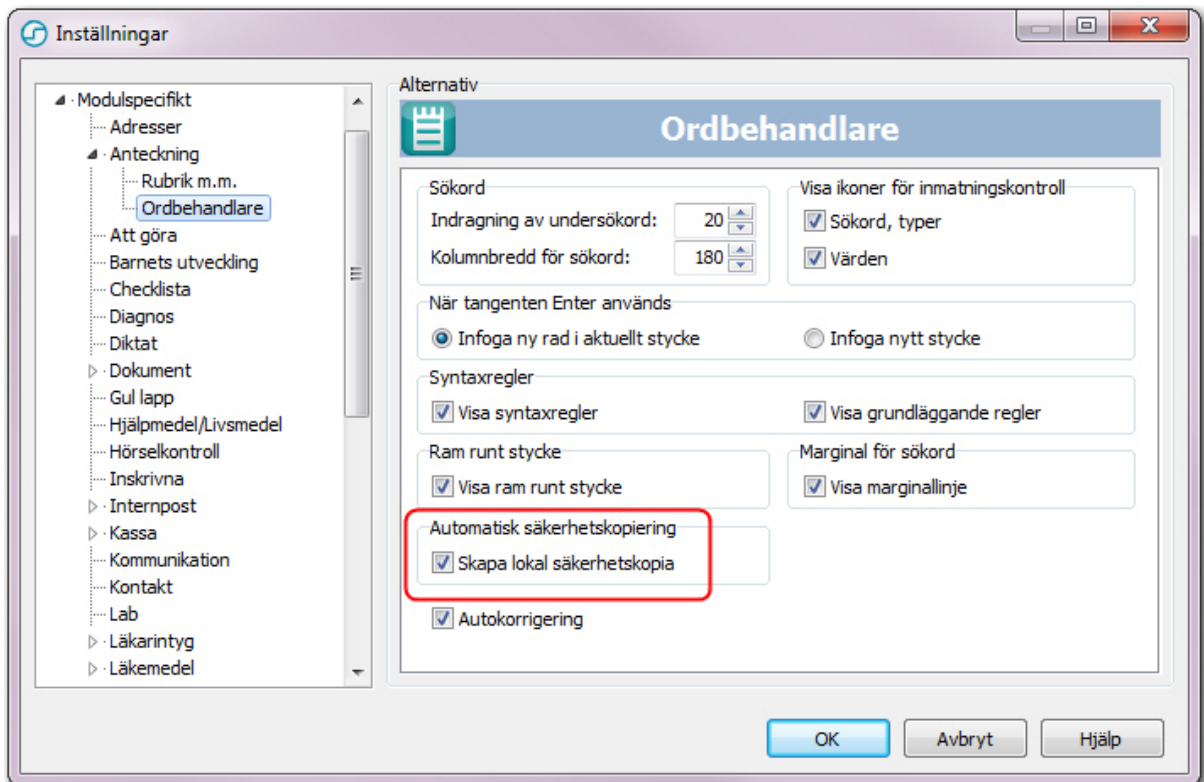 Inställningar
X
Modulspecifikt
Adresser
Anteckning
Rubrik m.m.
Ordbehandlare
Att göra
Barnets utveckling
Checklista
Diagnos
Diktat
Dokument
Gul lapp
Hjälpmedel/Livsmedel
Hörselkontroll
Inskrivna
Internpost
Kassa
Kommunikation
Kontakt
Lab
Läkarintyg
Läkemedel
Alternativ
Ordbehandlare
Sökord
Indragning av undersökord: 20
Kolumnbredd för sökord: 180
Visa ikoner för inmatningskontroll
Sökord, typer
Värden
När tangenten Enter används
Infoga ny rad i aktuellt stycke
Infoga nytt stycke
Syntaxregler
Visa syntaxregler
Visa grundläggande regler
Ram runt stycke
Visa ram runt stycke
Marginal för sökord
Visa marginallinje
Automatisk säkerhetskopiering
Skapa lokal säkerhetskopia
Autokorrigering
OK
Avbryt
Hjälp